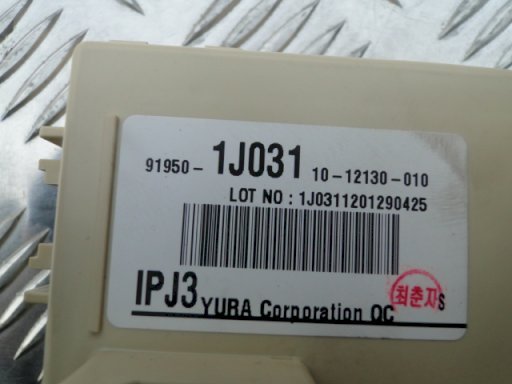 91950- 1J031 10-12130-010
LOT NO : 1J0311201290425
IPJ3 YURA Corporation QC
최춘자 S